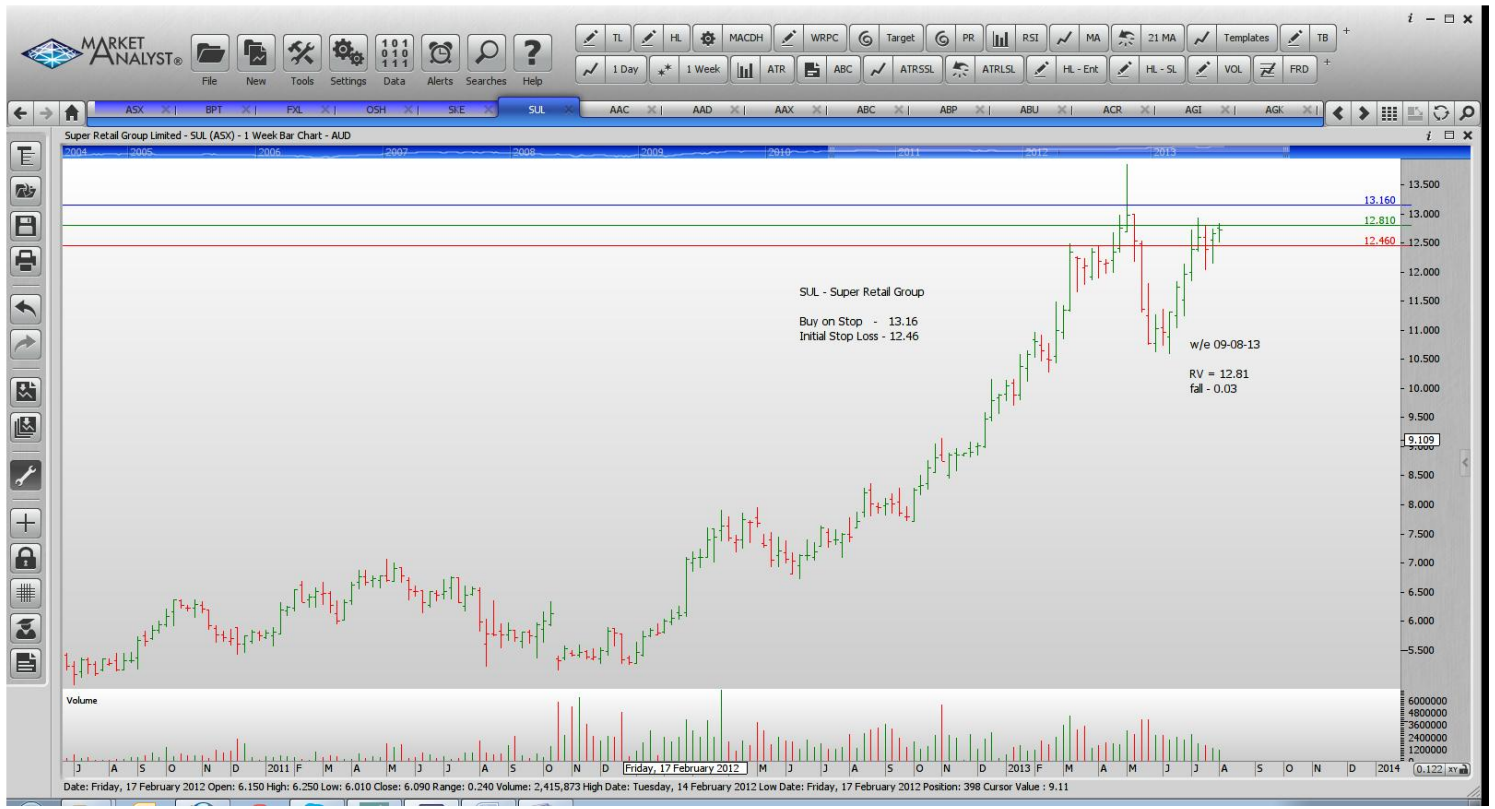 i
MARKET ANALYST®
File New Tools Settings Data Alerts Searches Help
TL HL MACDH WRPC Target PR RSI MA 21 MA Templates TB +
1 Day 1 Week ATR ABC ATRSSL ATRLSL HL - Ent HL - SL VOL FRD +
ASX BPT FXL OSH SKE SUL AAC AAD AAX ABC ABP ABU ACR AGI AGK
Super Retail Group Limited - SUL (ASX) - 1 Week Bar Chart - AUD
i
2004 2005 2006 2007 2008 2009 2010 2011 2012 2013
13.500
13.160
13.000
12.810
12.460
12.500
12.000
SUL - Super Retail Group
11.500
Buy on Stop - 13.16
Initial Stop Loss - 12.46
11.000
w/e 09-08-13
10.500
RV = 12.81
fall - 0.03
10.000
9.500
9.109
9.000
8.500
8.000
7.500
7.000
6.500
6.000
5.500
Volume
6000000
4800000
3600000
2400000
1200000
0
J A S O N D 2011 F M A M J J A S O N D Friday, 17 February 2012 M J J A S O N D 2013 F M A M J J A S O N D 2014 0.122 XY
Date: Friday, 17 February 2012 Open: 6.150 High: 6.250 Low: 6.010 Close: 6.090 Range: 0.240 Volume: 2,415,873 High Date: Tuesday, 14 February 2012 Low Date: Friday, 17 February 2012 Position: 398 Cursor Value : 9.11